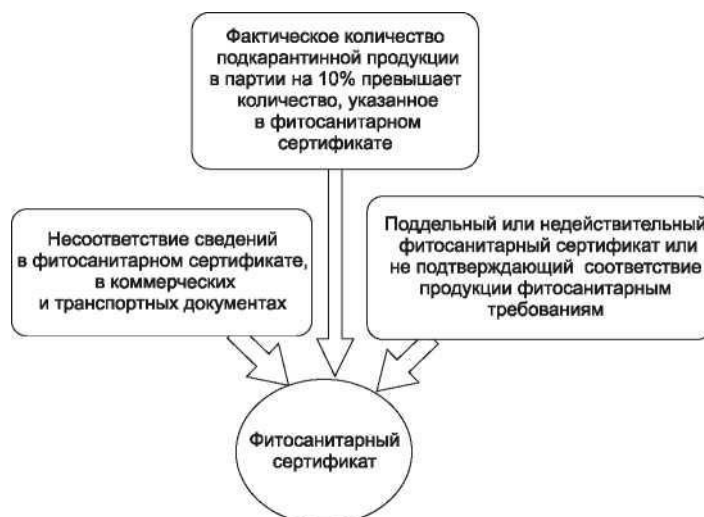 Фактическое количество
подкарантинной продукции
в партии на 10% превышает
количество, указанное
в фитосанитарном
сертификате
Несоответствие сведений
в фитосанитарном сертификате,
в коммерческих
и транспортных документах
Поддельный или недействительный
фитосанитарный сертификат или
не подтверждающий соответствие
продукции фитосанитарным
требованиям
Фитосанитарный
сертификат